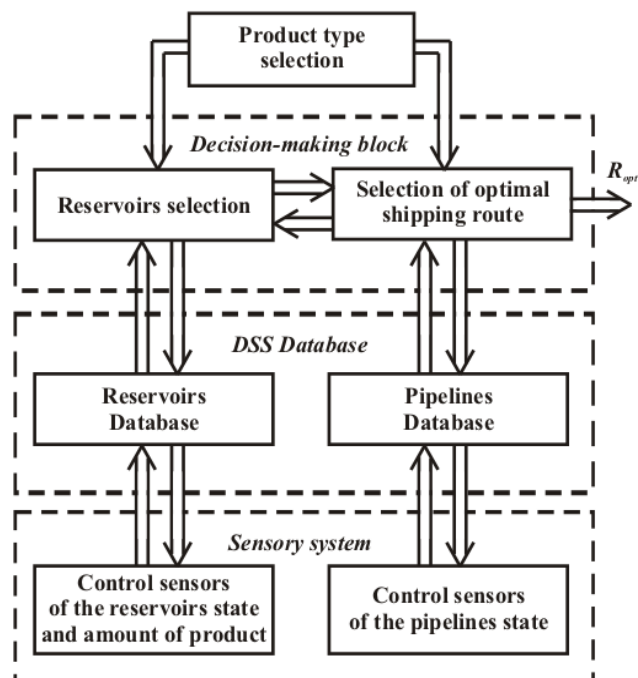 Product type
selection
Decision-making block
Reservoirs selection
Selection of optimal
shipping route
R_opt
DSS Database
Reservoirs
Database
Pipelines
Database
Sensory system
Control sensors
of the reservoirs state
and amount of product
Control sensors
of the pipelines state